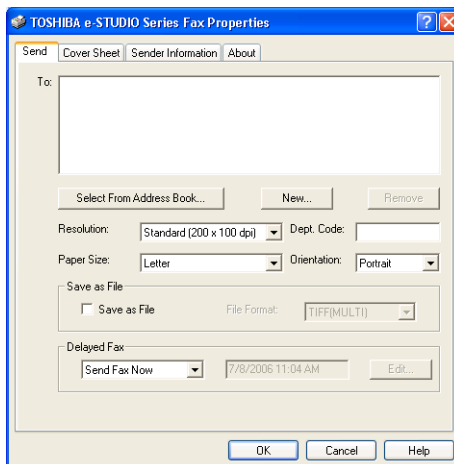 TOSHIBA e-STUDIO Series Fax Properties
Send Cover Sheet Sender Information About
To:
Select From Address Book... New... Remove
Resolution: Standard (200 x 100 dpi) Dept. Code:
Paper Size: Letter Orientation: Portrait
Save as File
Save as File File Format: TIFF(MULTI)
Delayed Fax
Send Fax Now 7/8/2006 11:04 AM Edit...
OK Cancel Help